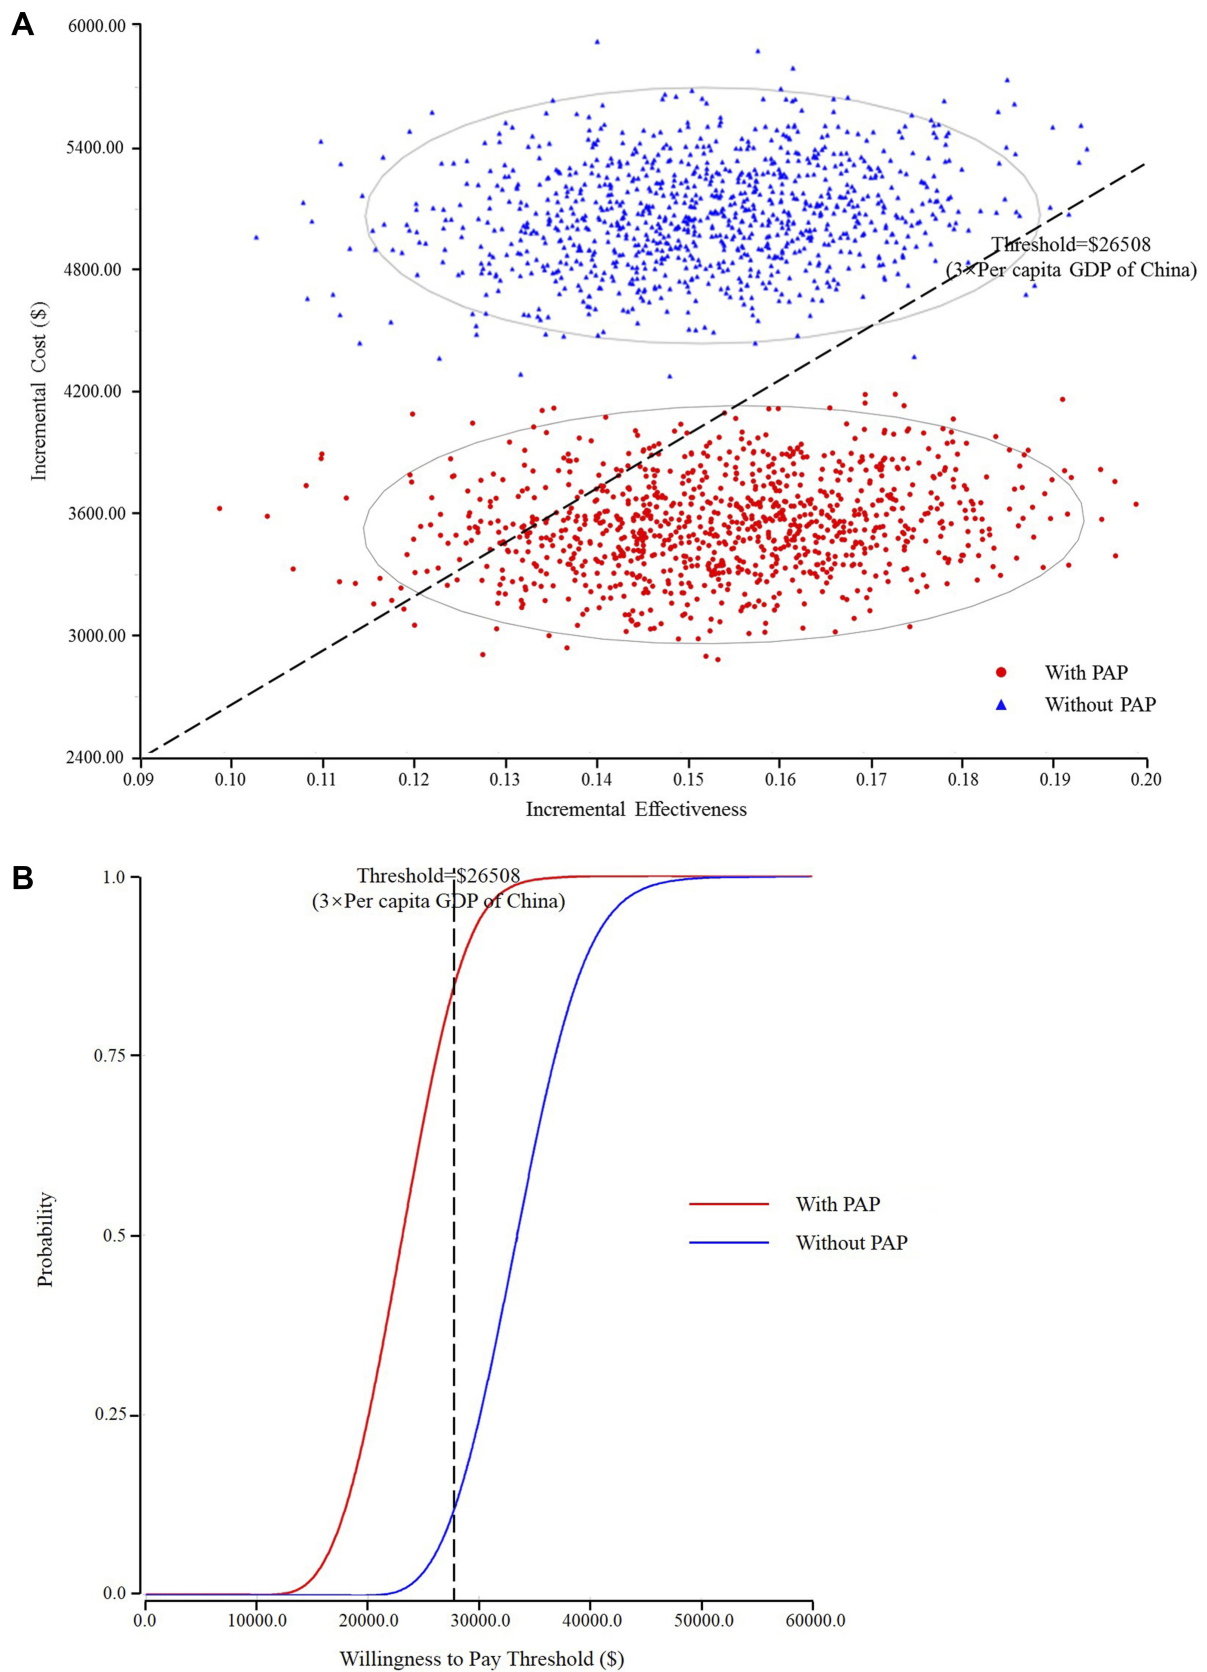 A
6000.00
5400.00
4800.00
4200.00
3600.00
3000.00
2400.00
Incremental Cost ($)
Threshold=$26508
(3×Per capita GDP of China)
With PAP
Without PAP
0.09 0.10 0.11 0.12 0.13 0.14 0.15 0.16 0.17 0.18 0.19 0.20
Incremental Effectiveness
B
Threshold=$26508
(3×Per capita GDP of China)
1.0
0.75
0.5
0.25
0.0
Probability
With PAP
Without PAP
0.0 10000.0 20000.0 30000.0 40000.0 50000.0 60000.0
Willingness to Pay Threshold ($)